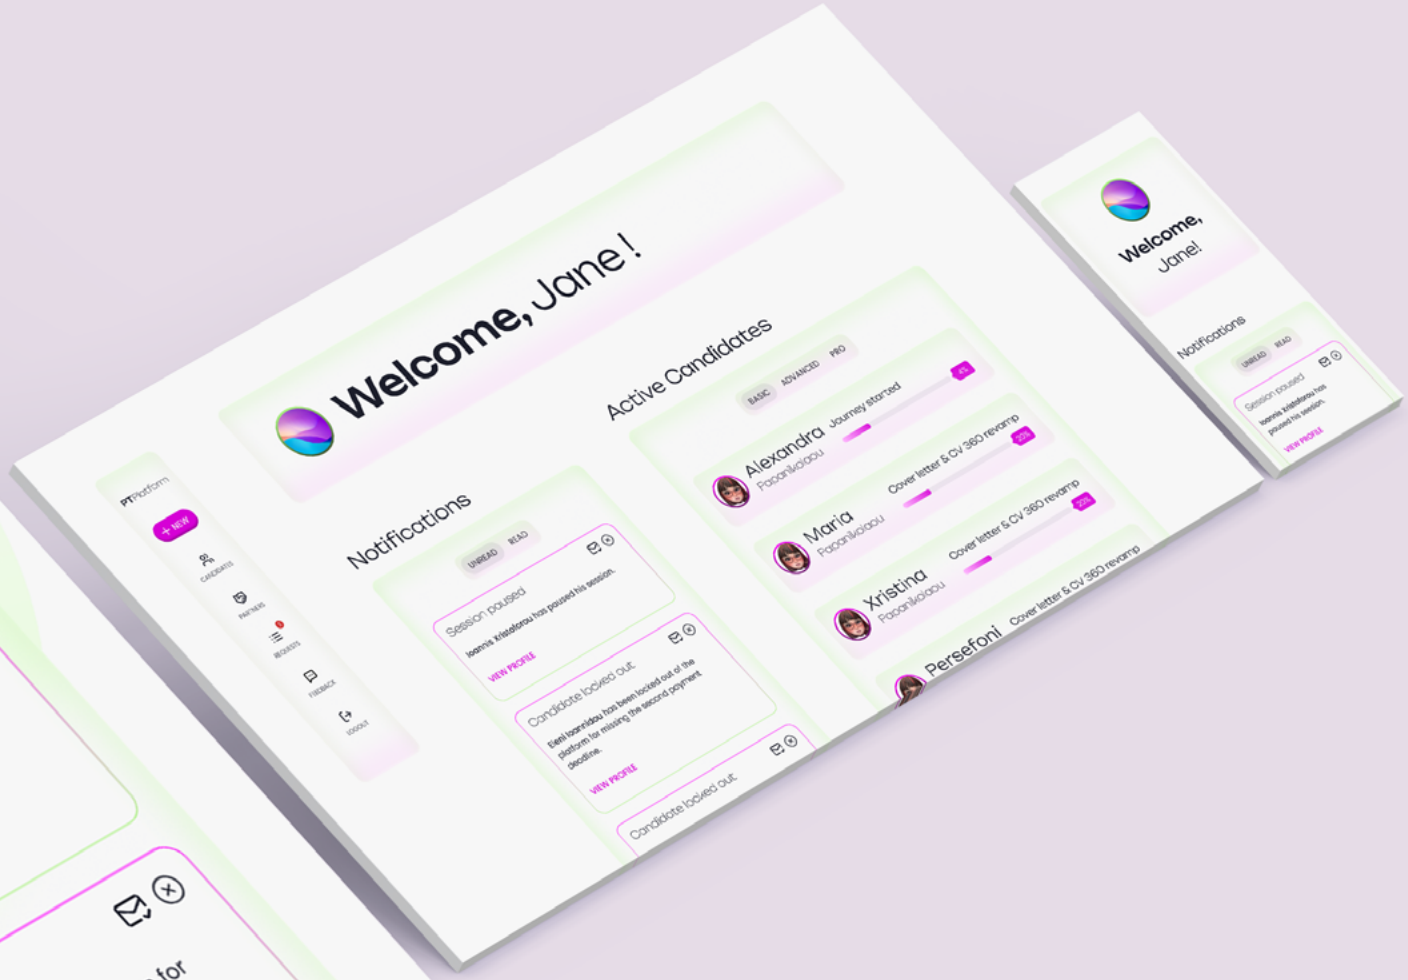 Welcome, Jane !
PTPlatform
+ NEW
CANDIDATES
PARTNERS
REQUESTS
FEEDBACK
LOGOUT
Notifications
UNREAD READ
Session paused
Ioannis Kristoforou has paused his session.
VIEW PROFILE
Candidate locked out
Eleni Ioannidou has been locked out of the
platform for missing the second payment
deadline.
VIEW PROFILE
Candidate locked out
Active Candidates
BASIC ADVANCED PRO
Alexandra
Papanikolaou
Journey started
4%
Maria
Papanikolaou
Cover letter & CV 360 revamp
20%
Xristina
Papanikolaou
Cover letter & CV 360 revamp
20%
Persefoni
Cover letter & CV 360 revamp
Welcome,
Jane!
Notifications
UNREAD READ
Session paused
Ioannis Kristoforou has
paused his session.
VIEW PROFILE
for